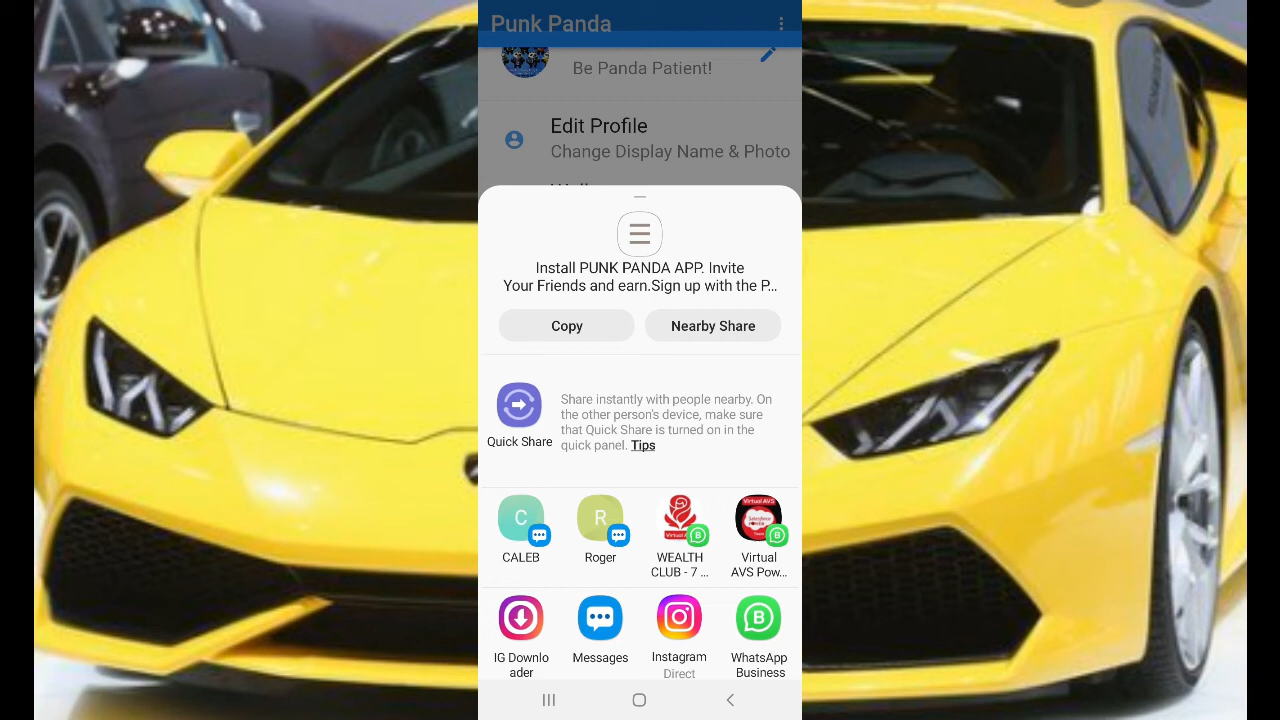 Punk Panda
Be Panda Patient!
Edit Profile
Change Display Name & Photo
Install PUNK PANDA APP. Invite
Your Friends and earn.Sign up with the P...
Copy
Nearby Share
Share instantly with people nearby. On
the other person's device, make sure
that Quick Share is turned on in the
quick panel. Tips
Quick Share
C
R
Virtual AVS
CALEB
Roger
WEALTH
CLUB - 7 ...
Virtual
AVS Pow...
IG Downlo
ader
Messages
Instagram
Direct
WhatsApp
Business